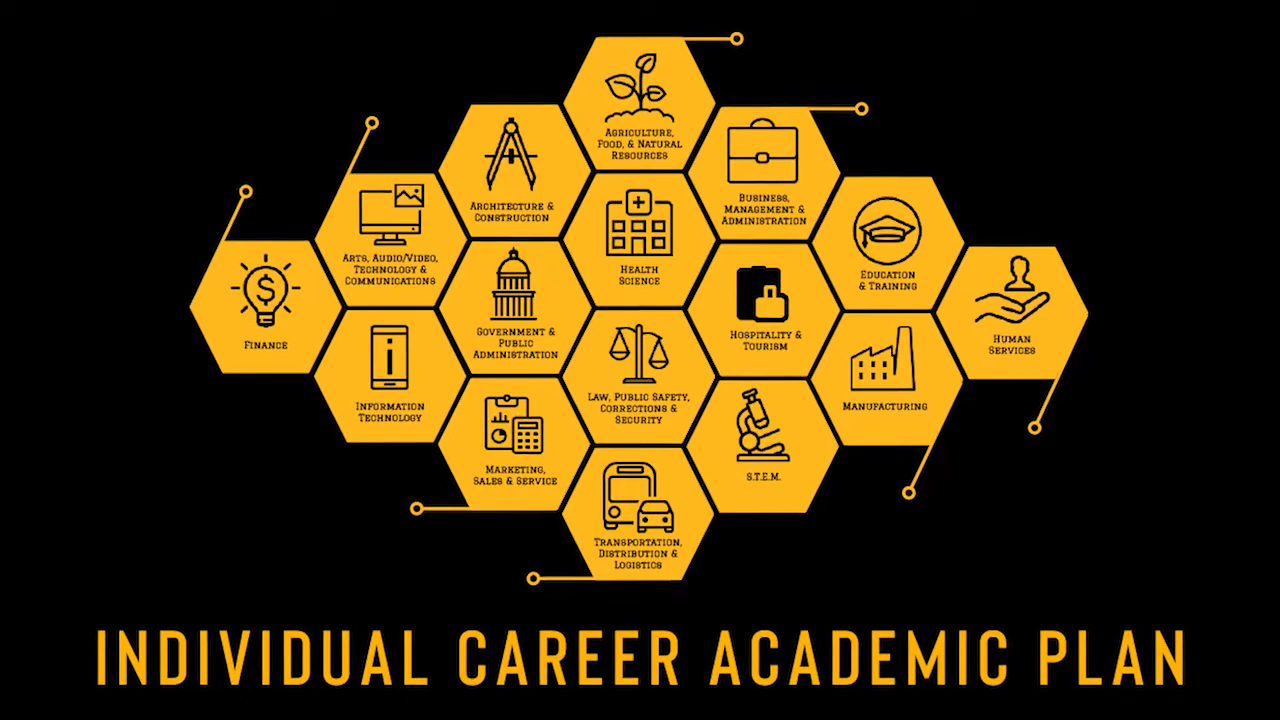 AGRICULTURE,
FOOD, & NATURAL
RESOURCES
ARCHITECTURE &
CONSTRUCTION
BUSINESS,
MANAGEMENT &
ADMINISTRATION
ARTS, AUDIO/VIDEO,
TECHNOLOGY &
COMMUNICATIONS
HEALTH
SCIENCE
EDUCATION
& TRAINING
FINANCE
GOVERNMENT &
PUBLIC
ADMINISTRATION
HOSPITALITY &
TOURISM
HUMAN
SERVICES
INFORMATION
TECHNOLOGY
LAW, PUBLIC SAFETY,
CORRECTIONS &
SECURITY
MANUFACTURING
MARKETING,
SALES & SERVICE
S.T.E.M.
TRANSPORTATION,
DISTRIBUTION &
LOGISTICS
INDIVIDUAL CAREER ACADEMIC PLAN